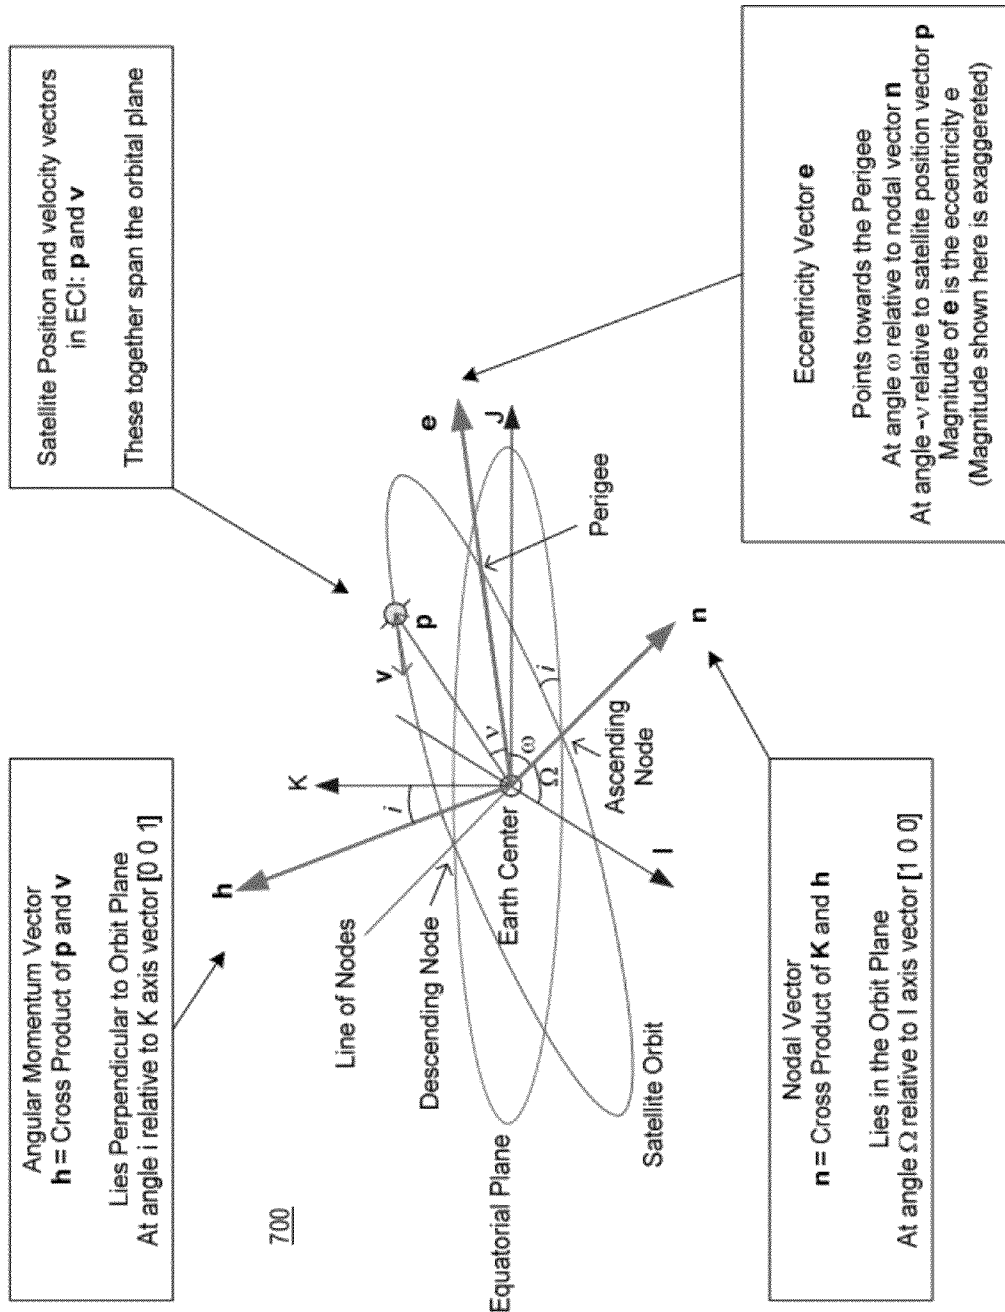 Angular Momentum Vector
h = Cross Product of p and v
Lies Perpendicular to Orbit Plane
At angle i relative to K axis vector [0 0 1]
Satellite Position and velocity vectors
in ECI: p and v
These together span the orbital plane
700
h
K
i
v
p
e
J
Line of Nodes
Descending Node
Earth Center
ν
ω
Ω
i
Perigee
Equatorial Plane
Satellite Orbit
I
Ascending
Node
n
Nodal Vector
n = Cross Product of K and h
Lies in the Orbit Plane
At angle Ω relative to I axis vector [1 0 0]
Eccentricity Vector e
Points towards the Perigee
At angle ω relative to nodal vector n
At angle -ν relative to satellite position vector p
Magnitude of e is the eccentricity e
(Magnitude shown here is exaggereted)